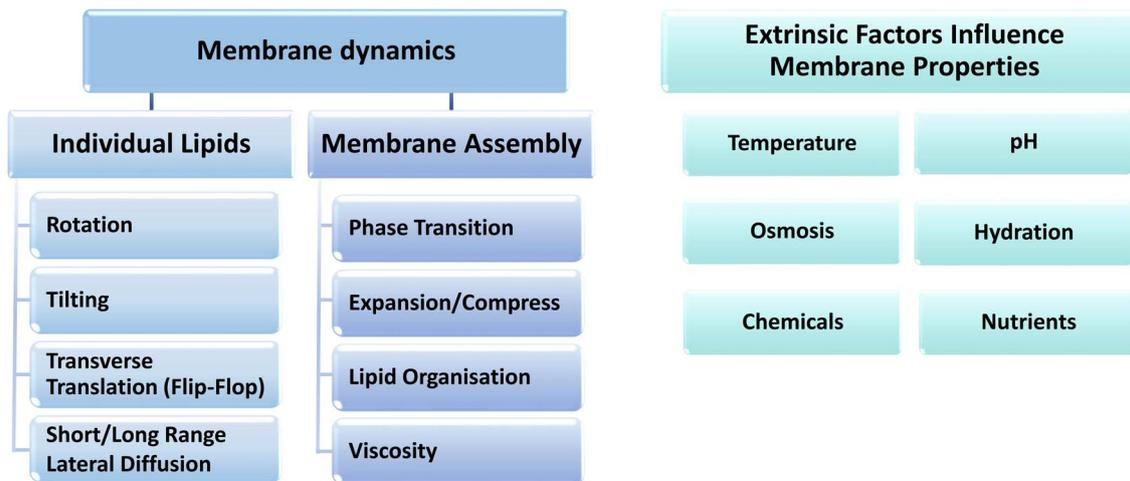 Membrane dynamics
Individual Lipids
Rotation
Tilting
Transverse
Translation (Flip-Flop)
Short/Long Range
Lateral Diffusion
Membrane Assembly
Phase Transition
Expansion/Compress
Lipid Organisation
Viscosity
Extrinsic Factors Influence
Membrane Properties
Temperature
pH
Osmosis
Hydration
Chemicals
Nutrients